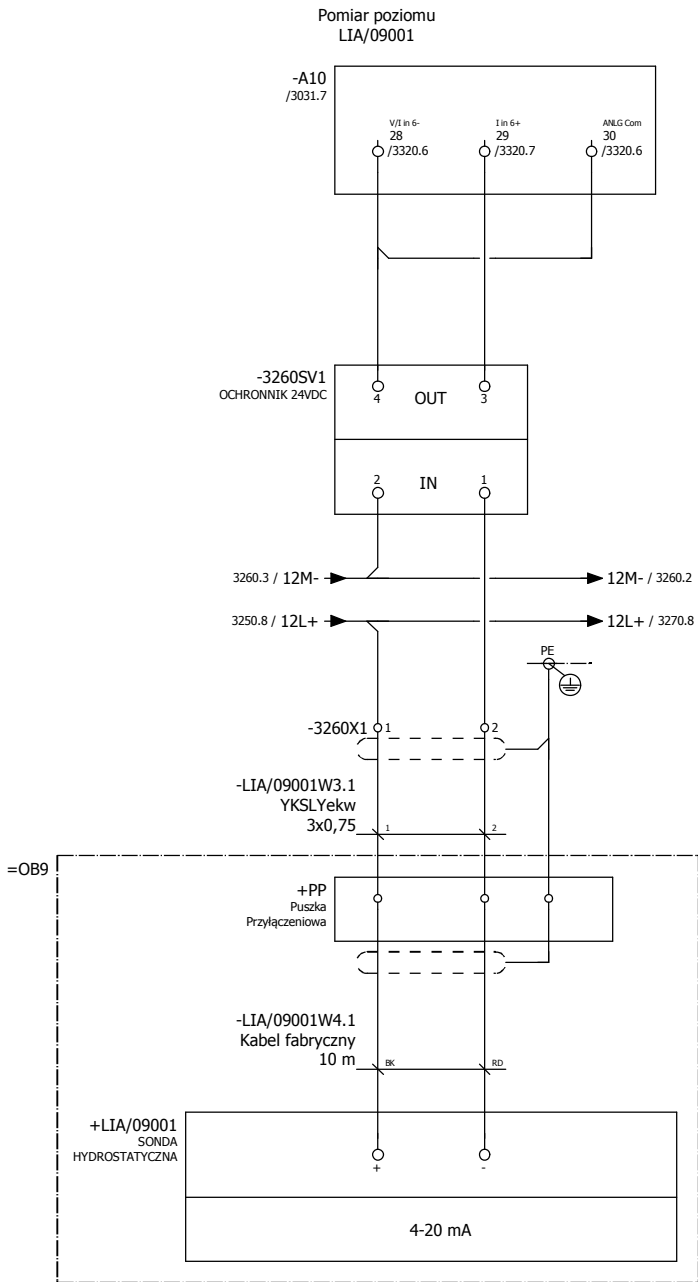 Pomiar poziomu
LIA/09001
-A10
/3031.7
V/I in 6-
28
/3320.6
I in 6+
29
/3320.7
ANLG Com
30
/3320.6
-3260SV1
OCHRONNIK 24VDC
4
OUT
3
2
IN
1
3260.3 / 12M-
12M- / 3260.2
3250.8 / 12L+
12L+ / 3270.8
PE
-3260X1
1
2
-LIA/09001W3.1
YKSLYekw
3x0,75
1
2
=OB9
+PP
Puszka
Przyłączeniowa
-LIA/09001W4.1
Kabel fabryczny
10 m
BK
RD
+LIA/09001
SONDA
HYDROSTATYCZNA
+
-
4-20 mA